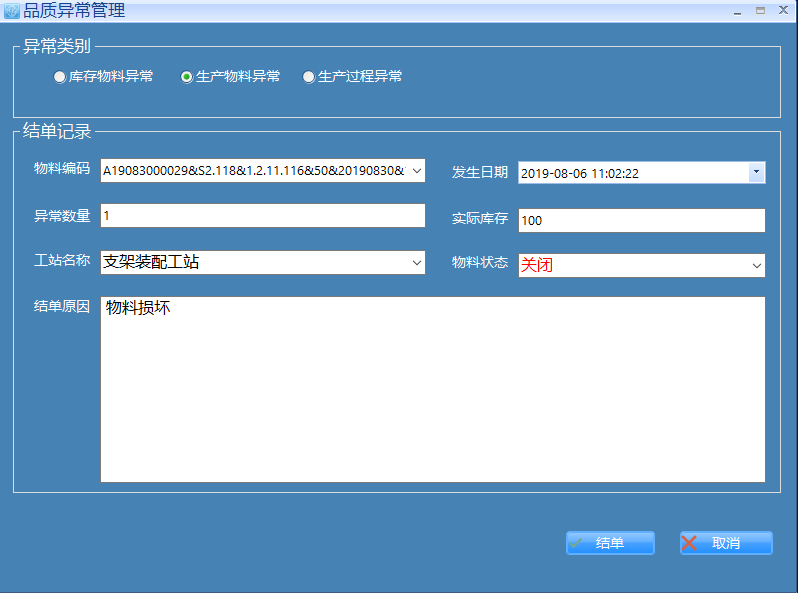 品质异常管理
异常类别
库存物料异常 生产物料异常 生产过程异常
结单记录
物料编码 A19083000029&S2.118&1.2.11.116&50&20190830& 发生日期 2019-08-06 11:02:22
异常数量 1 实际库存 100
工站名称 支架装配工站 物料状态 关闭
结单原因 物料损坏
结单 取消